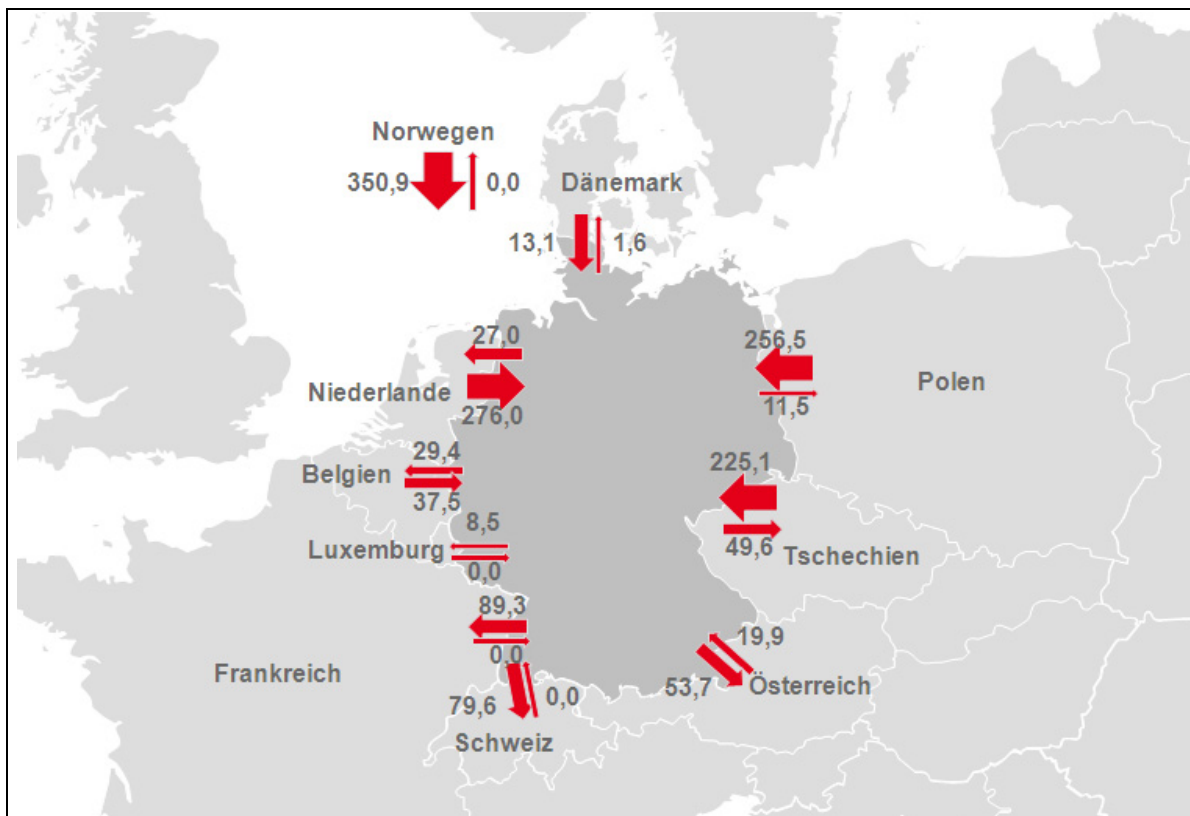 Norwegen
350,9
0,0
Dänemark
13,1
1,6
27,0
Niederlande
276,0
256,5
Polen
11,5
29,4
Belgien
37,5
225,1
49,6
Tschechien
8,5
Luxemburg
0,0
89,3
0,0
Frankreich
79,6
0,0
Schweiz
19,9
53,7
Österreich